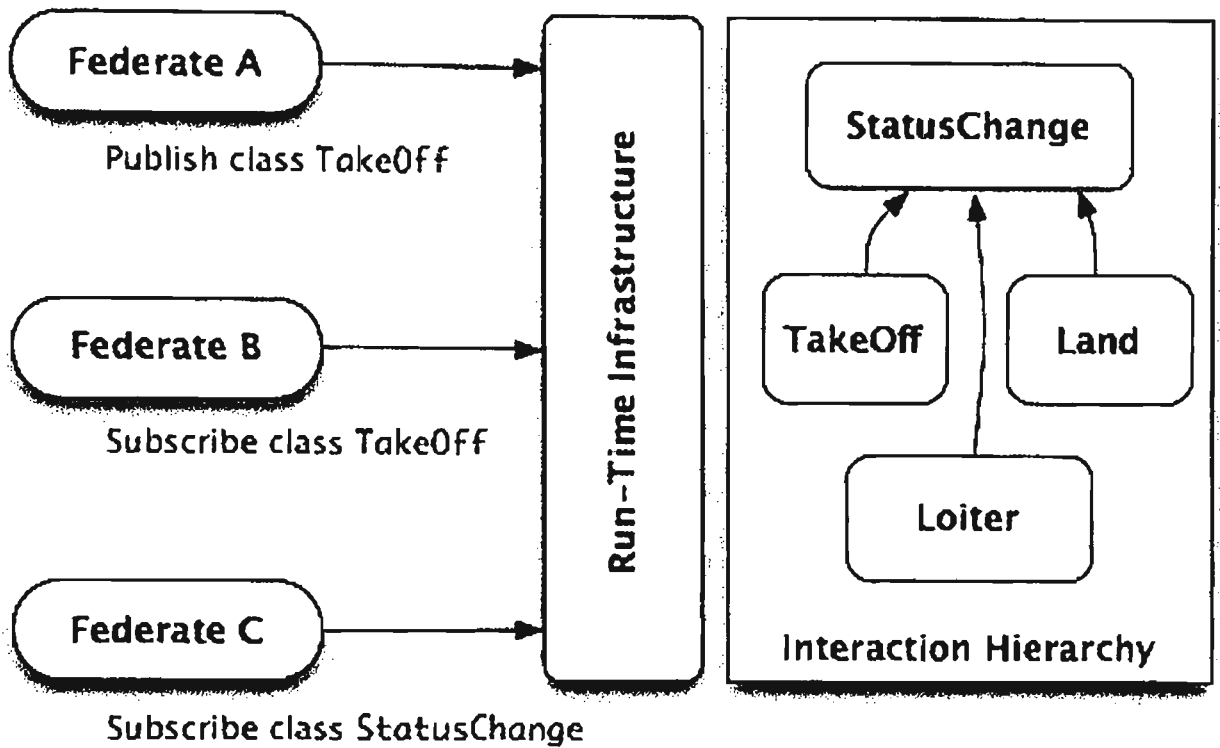 Federate A
Publish class TakeOff
Federate B
Subscribe class TakeOff
Federate C
Subscribe class StatusChange
Run-Time Infrastructure
StatusChange
TakeOff
Land
Loiter
Interaction Hierarchy